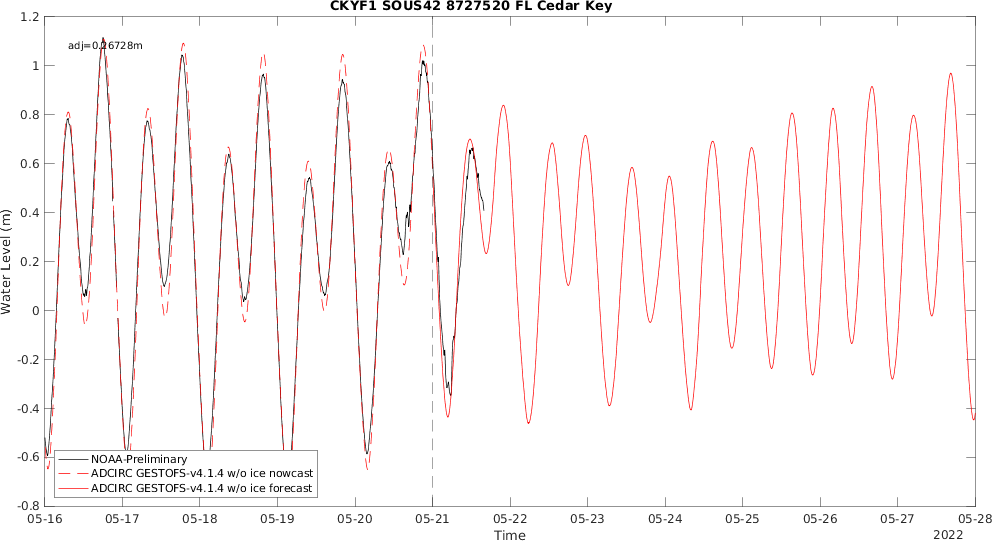 CKYF1 SOUS42 8727520 FL Cedar Key
adj=0.26728m
Water Level (m)
1.2
1
0.8
0.6
0.4
0.2
0
-0.2
-0.4
-0.6
-0.8
NOAA-Preliminary
ADCIRC GESTOFS-v4.1.4 w/o ice nowcast
ADCIRC GESTOFS-v4.1.4 w/o ice forecast
05-16 05-17 05-18 05-19 05-20 05-21 05-22 05-23 05-24 05-25 05-26 05-27 05-28
Time
2022